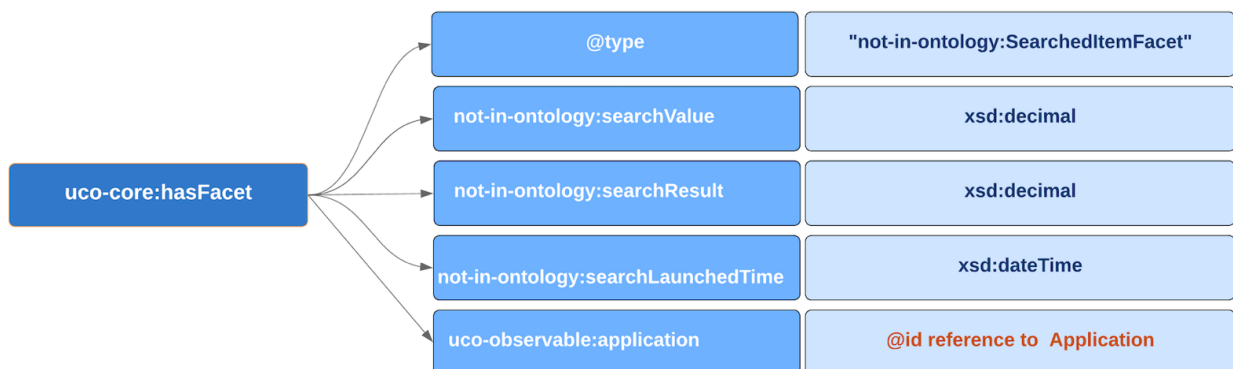 @type
"not-in-ontology:SearchedItemFacet"
not-in-ontology:searchValue
xsd:decimal
uco-core:hasFacet
not-in-ontology:searchResult
xsd:decimal
not-in-ontology:searchLaunchedTime
xsd:dateTime
uco-observable:application
@id reference to Application